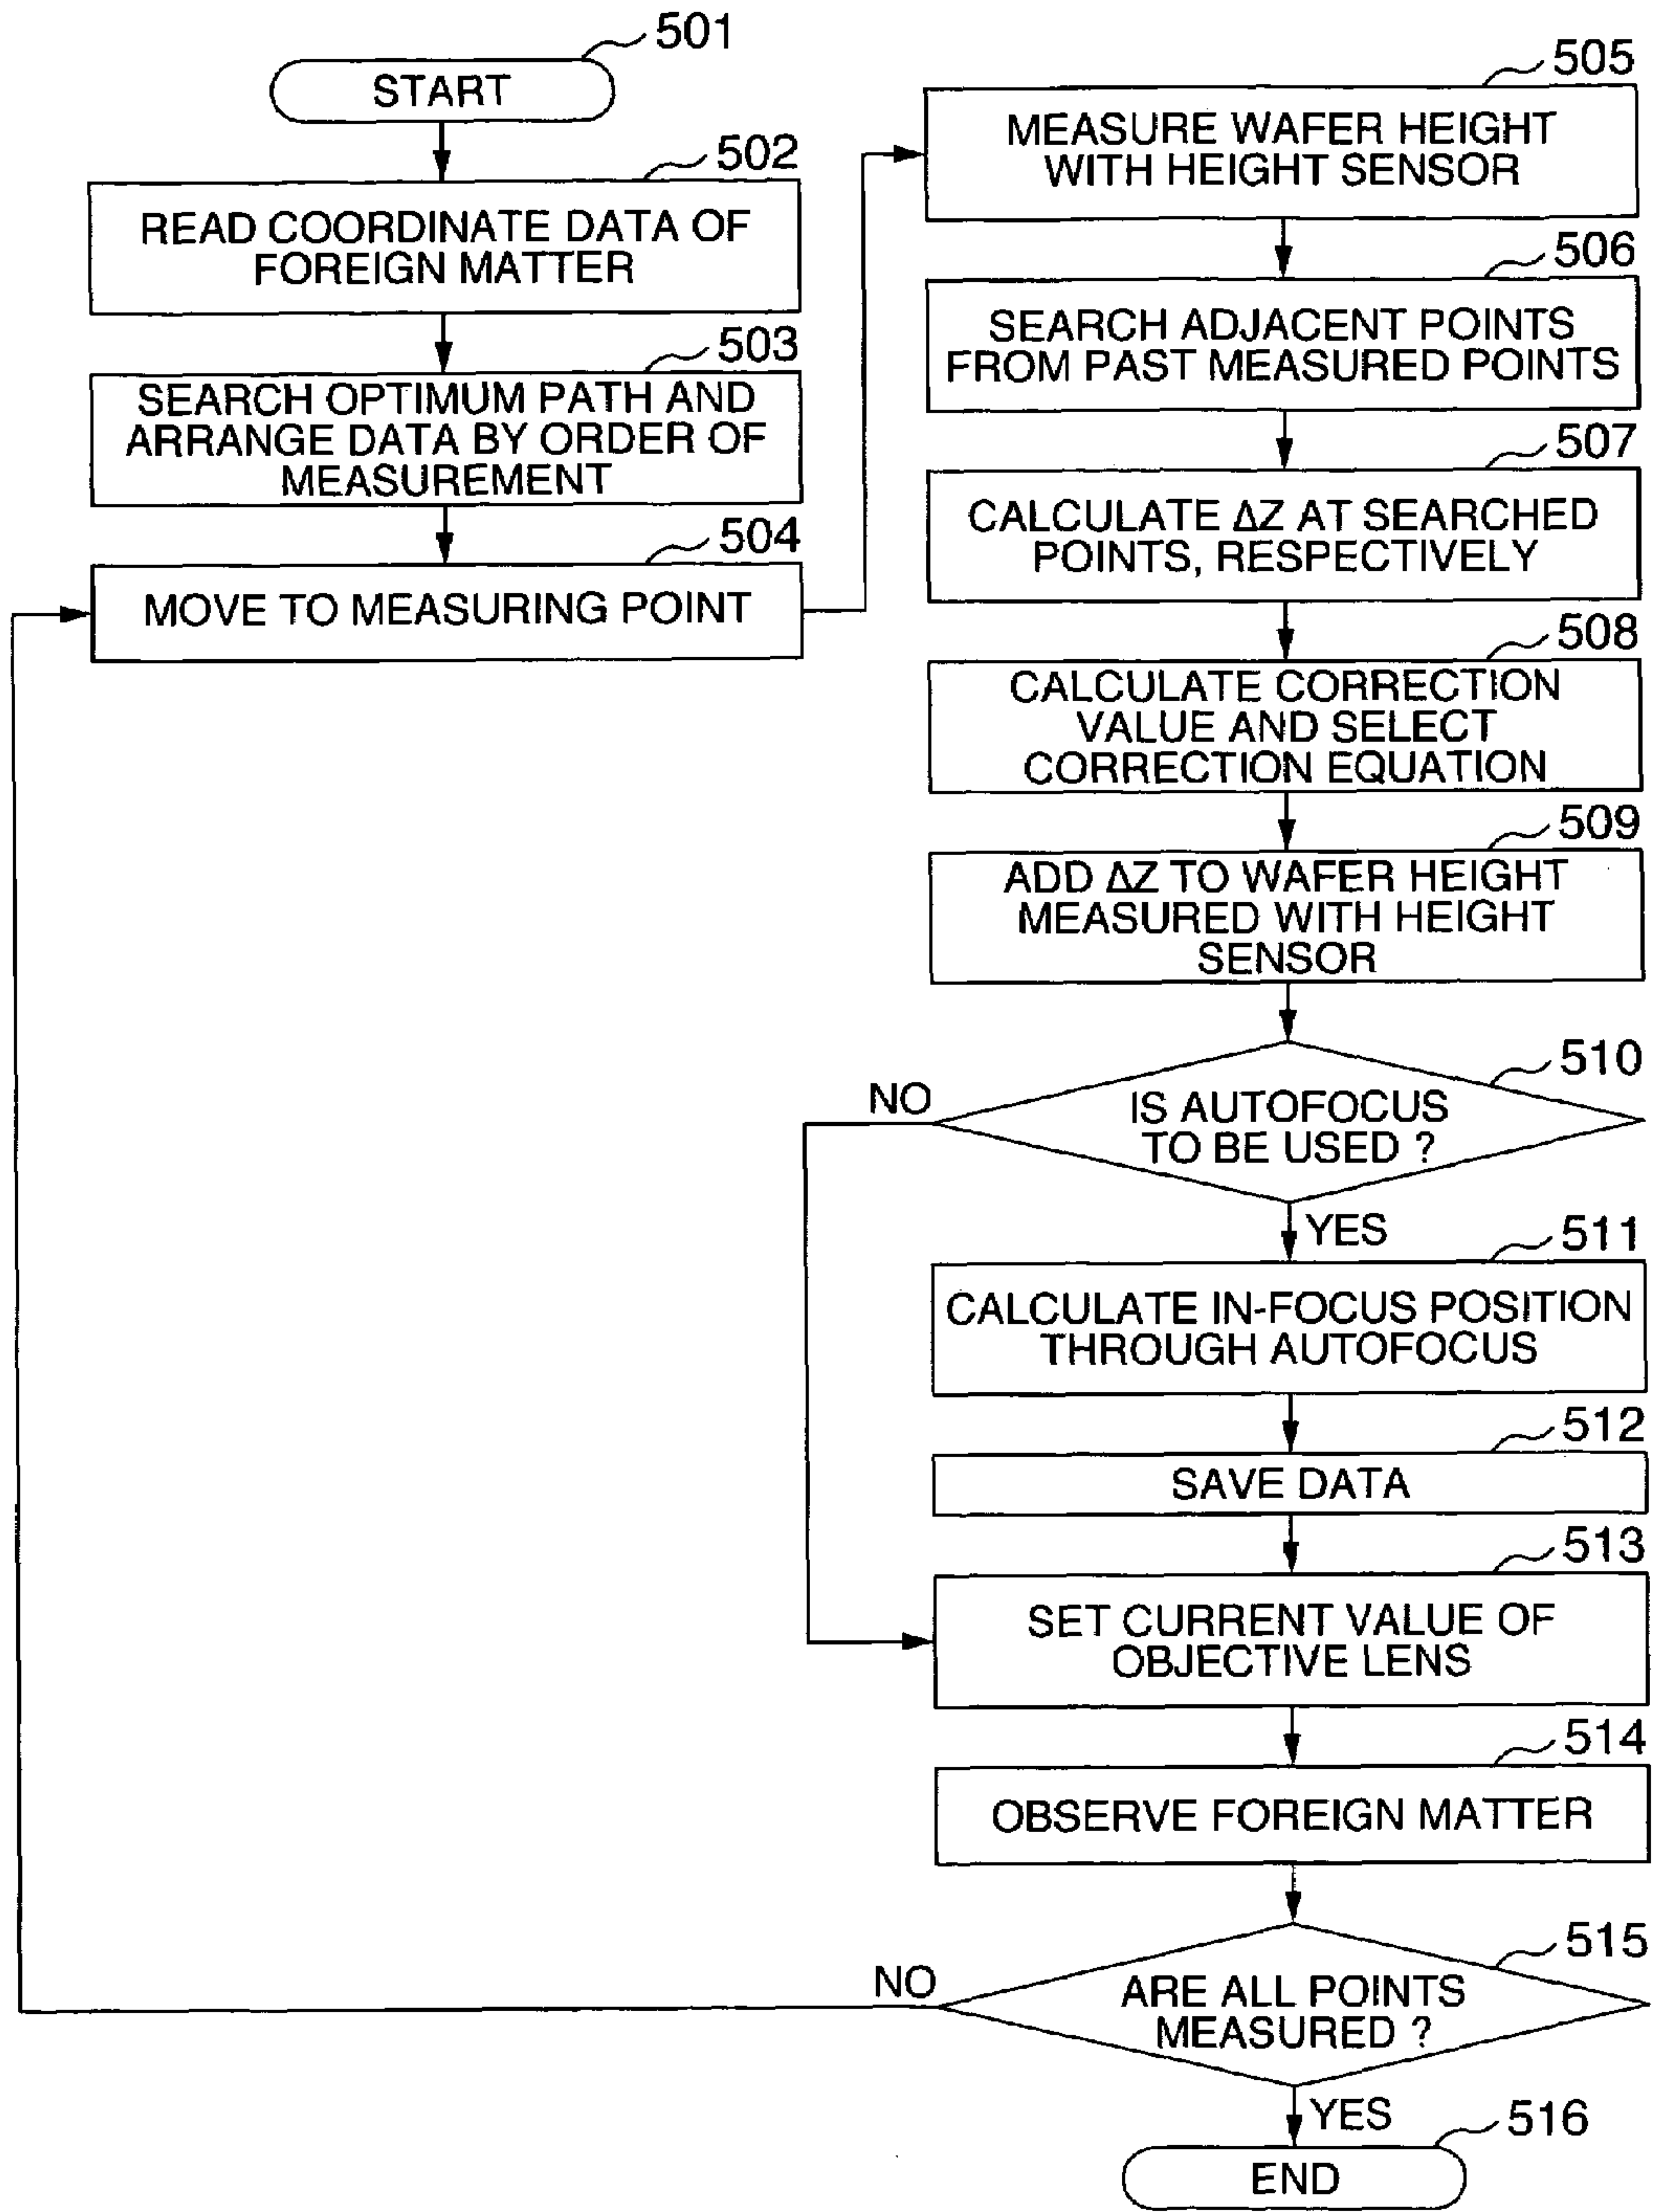 501
START
502
READ COORDINATE DATA OF
FOREIGN MATTER
503
SEARCH OPTIMUM PATH AND
ARRANGE DATA BY ORDER OF
MEASUREMENT
504
MOVE TO MEASURING POINT
505
MEASURE WAFER HEIGHT
WITH HEIGHT SENSOR
506
SEARCH ADJACENT POINTS
FROM PAST MEASURED POINTS
507
CALCULATE ΔZ AT SEARCHED
POINTS, RESPECTIVELY
508
CALCULATE CORRECTION
VALUE AND SELECT
CORRECTION EQUATION
509
ADD ΔZ TO WAFER HEIGHT
MEASURED WITH HEIGHT
SENSOR
510
NO
IS AUTOFOCUS
TO BE USED ?
YES
511
CALCULATE IN-FOCUS POSITION
THROUGH AUTOFOCUS
512
SAVE DATA
513
SET CURRENT VALUE OF
OBJECTIVE LENS
514
OBSERVE FOREIGN MATTER
515
NO
ARE ALL POINTS
MEASURED ?
YES
516
END